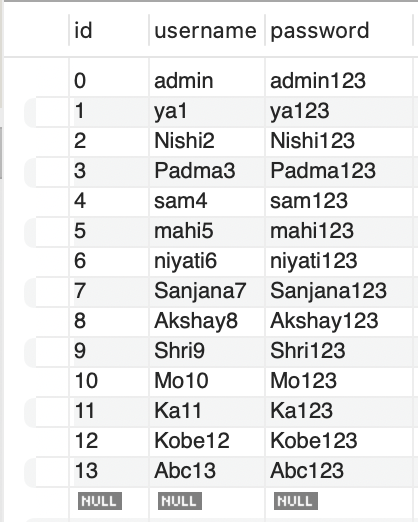 id username password
0 admin admin123
1 ya1 ya123
2 Nishi2 Nishi123
3 Padma3 Padma123
4 sam4 sam123
5 mahi5 mahi123
6 niyati6 niyati123
7 Sanjana7 Sanjana123
8 Akshay8 Akshay123
9 Shri9 Shri123
10 Mo10 Mo123
11 Ka11 Ka123
12 Kobe12 Kobe123
13 Abc13 Abc123
NULL NULL NULL